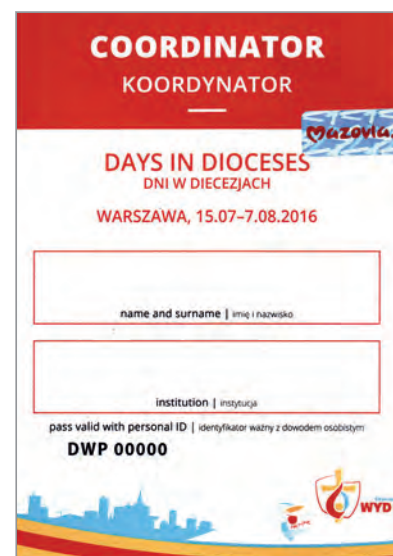 COORDINATOR
KOORDYNATOR
Mazovia.
DAYS IN DIOCESES
DNI W DIECEZJACH
WARSZAWA, 15.07–7.08.2016
name and surname | imię i nazwisko
institution | instytucja
pass valid with personal ID | identyfikator ważny z dowodem osobistym
DWP 00000
WYD